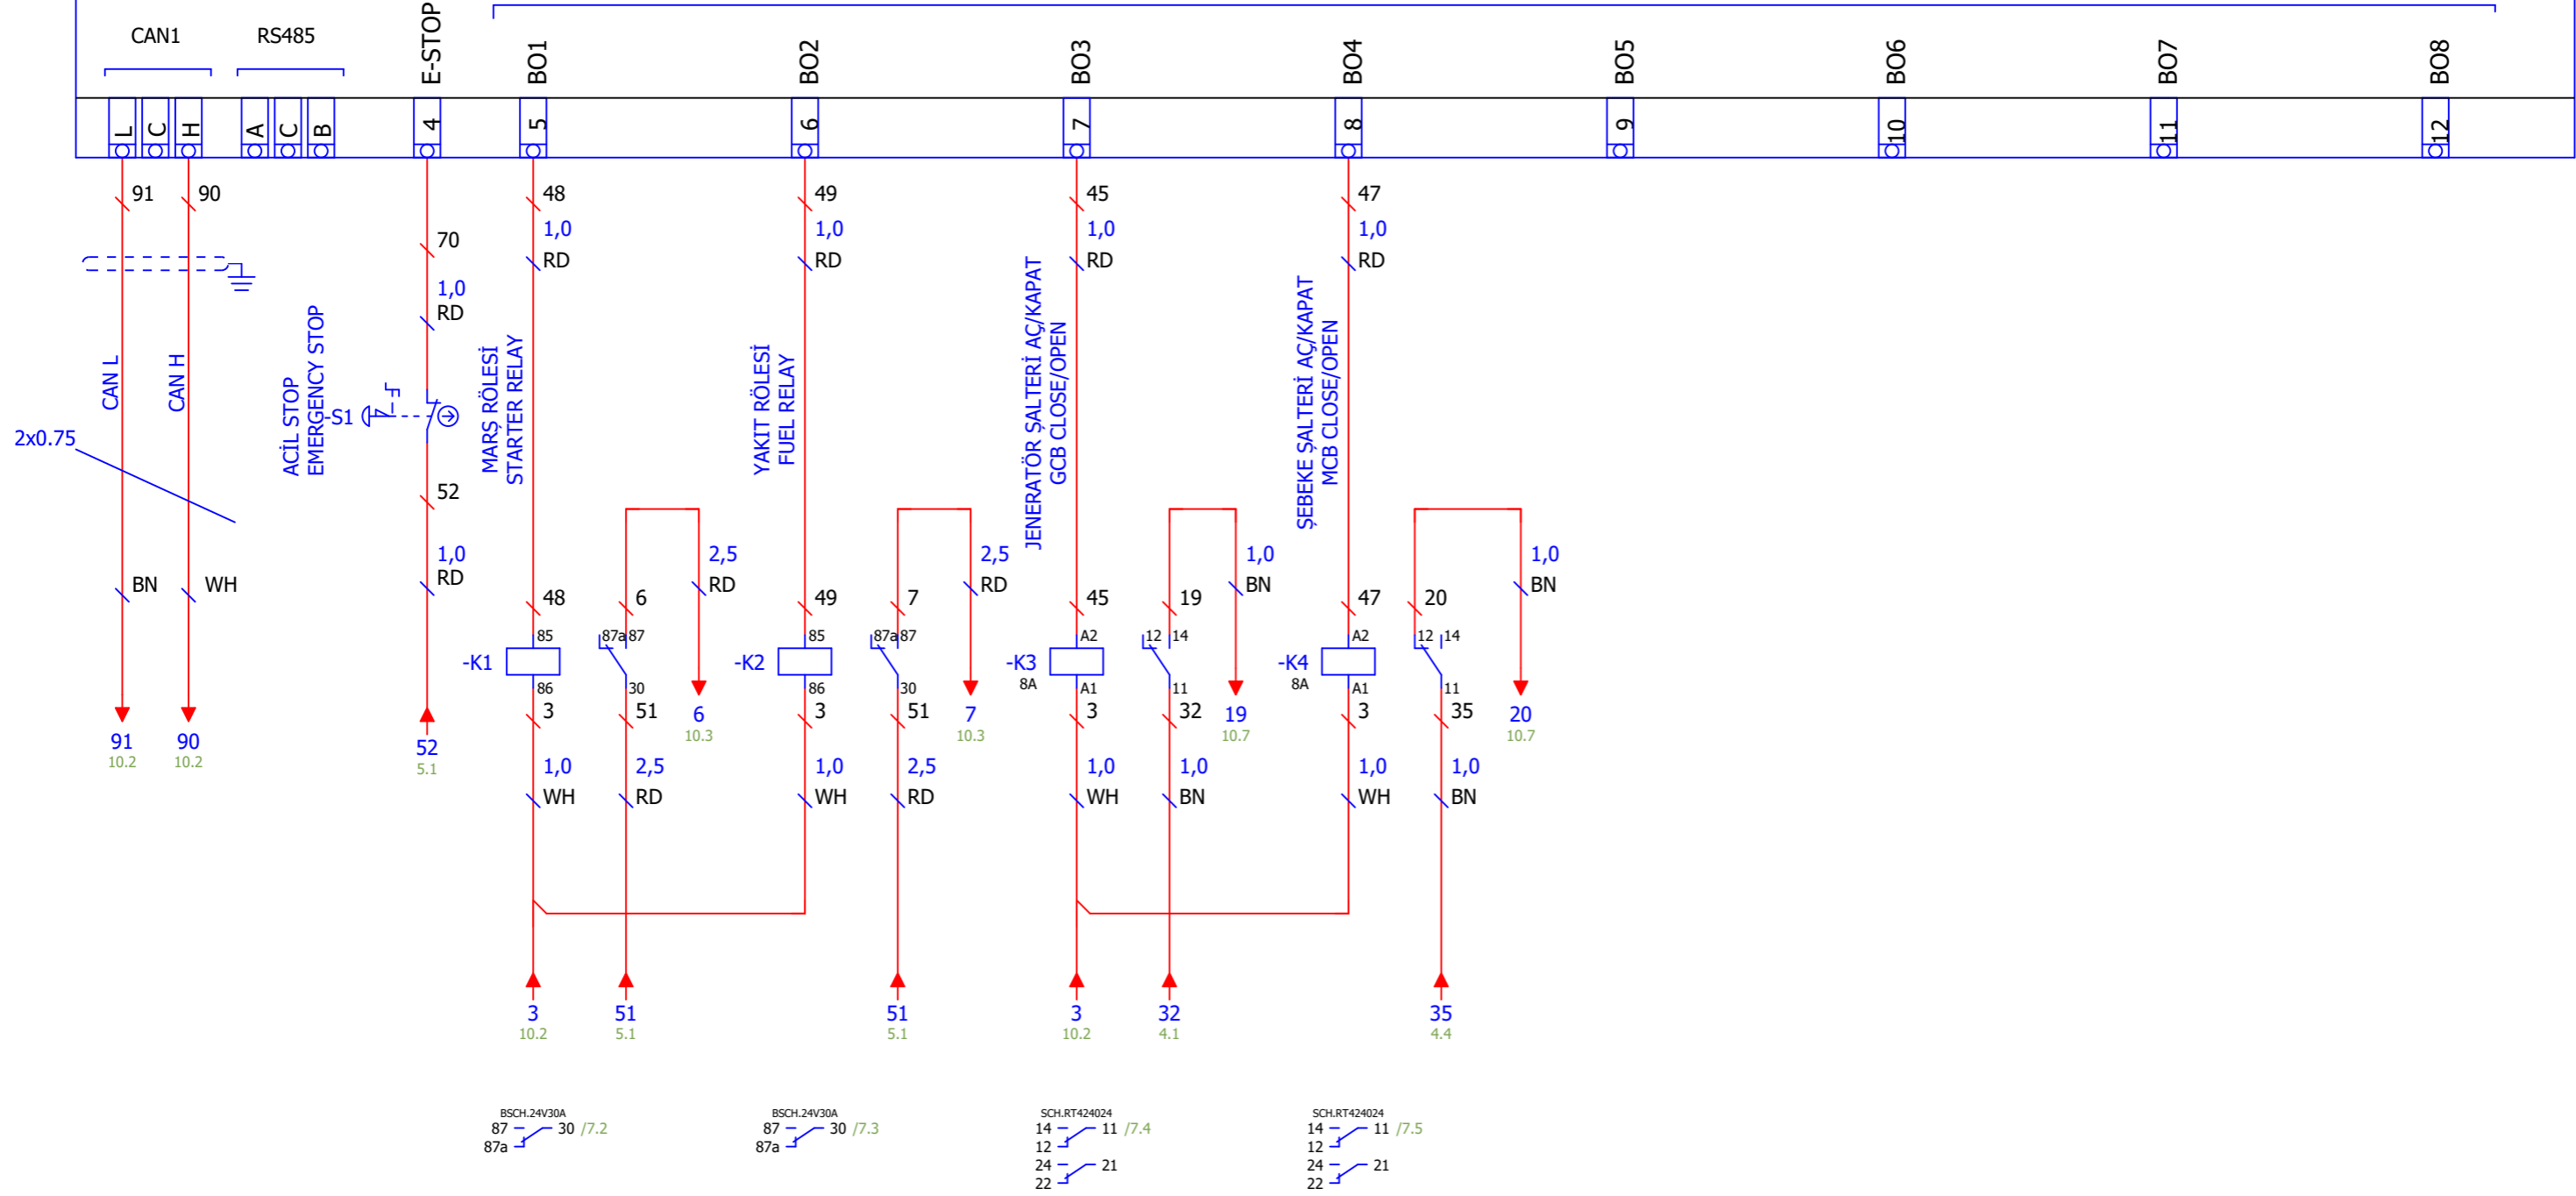 CAN1
RS485
E-STOP
BO1
BO2
BO3
BO4
BO5
BO6
BO7
BO8
L
C
H
A
C
B
4
5
6
7
8
9
10
11
12
91
90
48
49
45
47
1,0
1,0
1,0
1,0
70
RD
RD
RD
RD
1,0
RD
CAN L
CAN H
ACİL STOP
EMERGENCY STOP
-S1
MARŞ RÖLESİ
STARTER RELAY
YAKIT RÖLESİ
FUEL RELAY
JENERATÖR ŞALTERİ AÇ/KAPAT
GCB CLOSE/OPEN
ŞEBEKE ŞALTERİ AÇ/KAPAT
MCB CLOSE/OPEN
2x0.75
52
1,0
RD
2,5
RD
2,5
RD
1,0
BN
1,0
BN
BN
WH
48
6
49
7
45
19
47
20
85
87a
87
85
87a
87
A2
12
14
A2
12
14
-K1
-K2
-K3
8A
-K4
8A
86
30
86
30
A1
11
A1
11
3
51
6
10.3
3
51
7
10.3
3
32
19
10.7
3
35
20
10.7
91
10.2
90
10.2
52
5.1
1,0
WH
2,5
RD
1,0
WH
2,5
RD
1,0
WH
1,0
BN
1,0
WH
1,0
BN
3
10.2
51
5.1
51
5.1
3
10.2
32
4.1
35
4.4
BSCH.24V30A
87 30 /7.2
87a
BSCH.24V30A
87 30 /7.3
87a
SCH.RT424024
14 11 /7.4
12
24 21
22
SCH.RT424024
14 11 /7.5
12
24 21
22